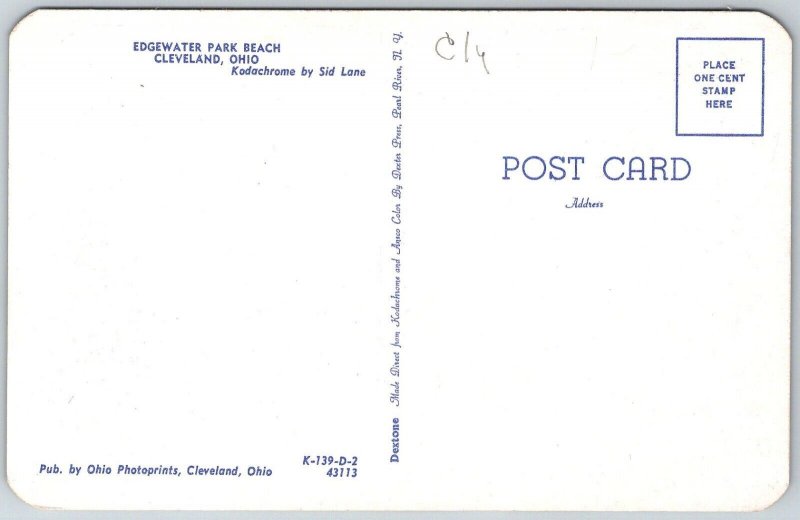 EDGEWATER PARK BEACH
CLEVELAND, OHIO
Kodachrome by Sid Lane
Pub. by Ohio Photoprints, Cleveland, Ohio
K-139-D-2
43113
Dextone Made Direct from Kodachrome and Ansco Color By Dexter Press, Pearl River, N. Y.
POST CARD
Address
PLACE
ONE CENT
STAMP
HERE